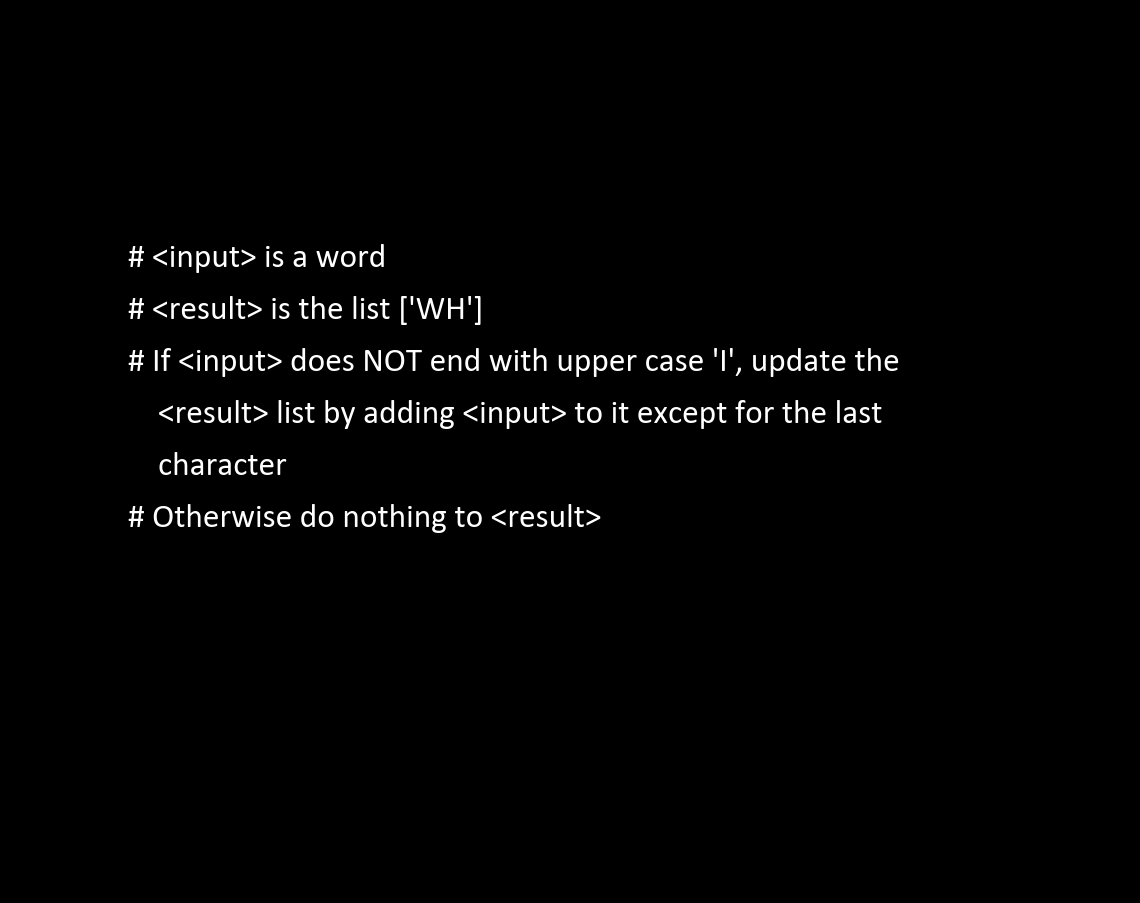 # <input> is a word
# <result> is the list ['WH']
# If <input> does NOT end with upper case 'I', update the
<result> list by adding <input> to it except for the last
character
# Otherwise do nothing to <result>